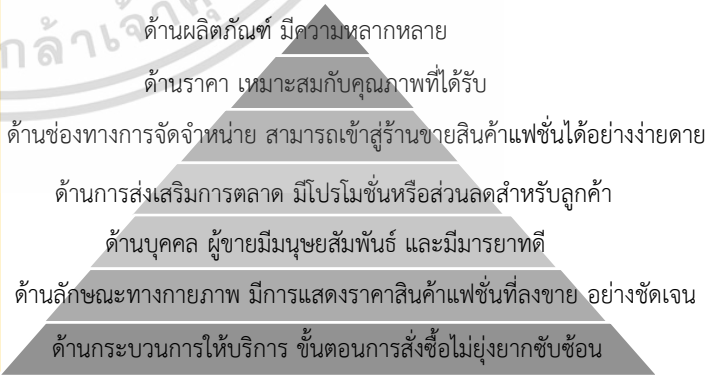 กล้าเจ้าคุ
ด้านผลิตภัณฑ์ มีความหลากหลาย
ด้านราคา เหมาะสมกับคุณภาพที่ได้รับ
ด้านช่องทางการจัดจำหน่าย สามารถเข้าสู่ร้านขายสินค้าแฟชั่นได้อย่างง่ายดาย
ด้านการส่งเสริมการตลาด มีโปรโมชั่นหรือส่วนลดสำหรับลูกค้า
ด้านบุคคล ผู้ขายมีมนุษยสัมพันธ์ และมีมารยาทดี
ด้านลักษณะทางกายภาพ มีการแสดงราคาสินค้าแฟชั่นที่ลงขาย อย่างชัดเจน
ด้านกระบวนการให้บริการ ขั้นตอนการสั่งซื้อไม่ยุ่งยากซับซ้อน